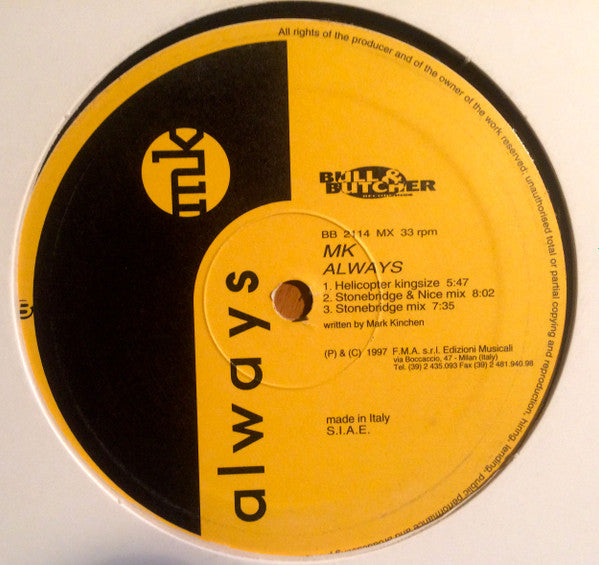 All rights of the producer and of the owner of the work reserved; unauthorised total or partial copying and reproduction, hiring, lending, public performance and
mk
BULL &
BUTCHER
RECORDINGS
BB 2114 MX 33 rpm
MK
ALWAYS
1. Helicopter kingsize 5:47
2. Stonebridge & Nice mix 8:02
3. Stonebridge mix 7:35
written by Mark Kinchen
(P) & (C) 1997 F.M.A. s.r.l. Edizioni Musicali
via Boccaccio, 47 - Milan (Italy)
Tel. (39) 2 435.093 Fax (39) 2 481.940.98
made in Italy
S.I.A.E.
always
B